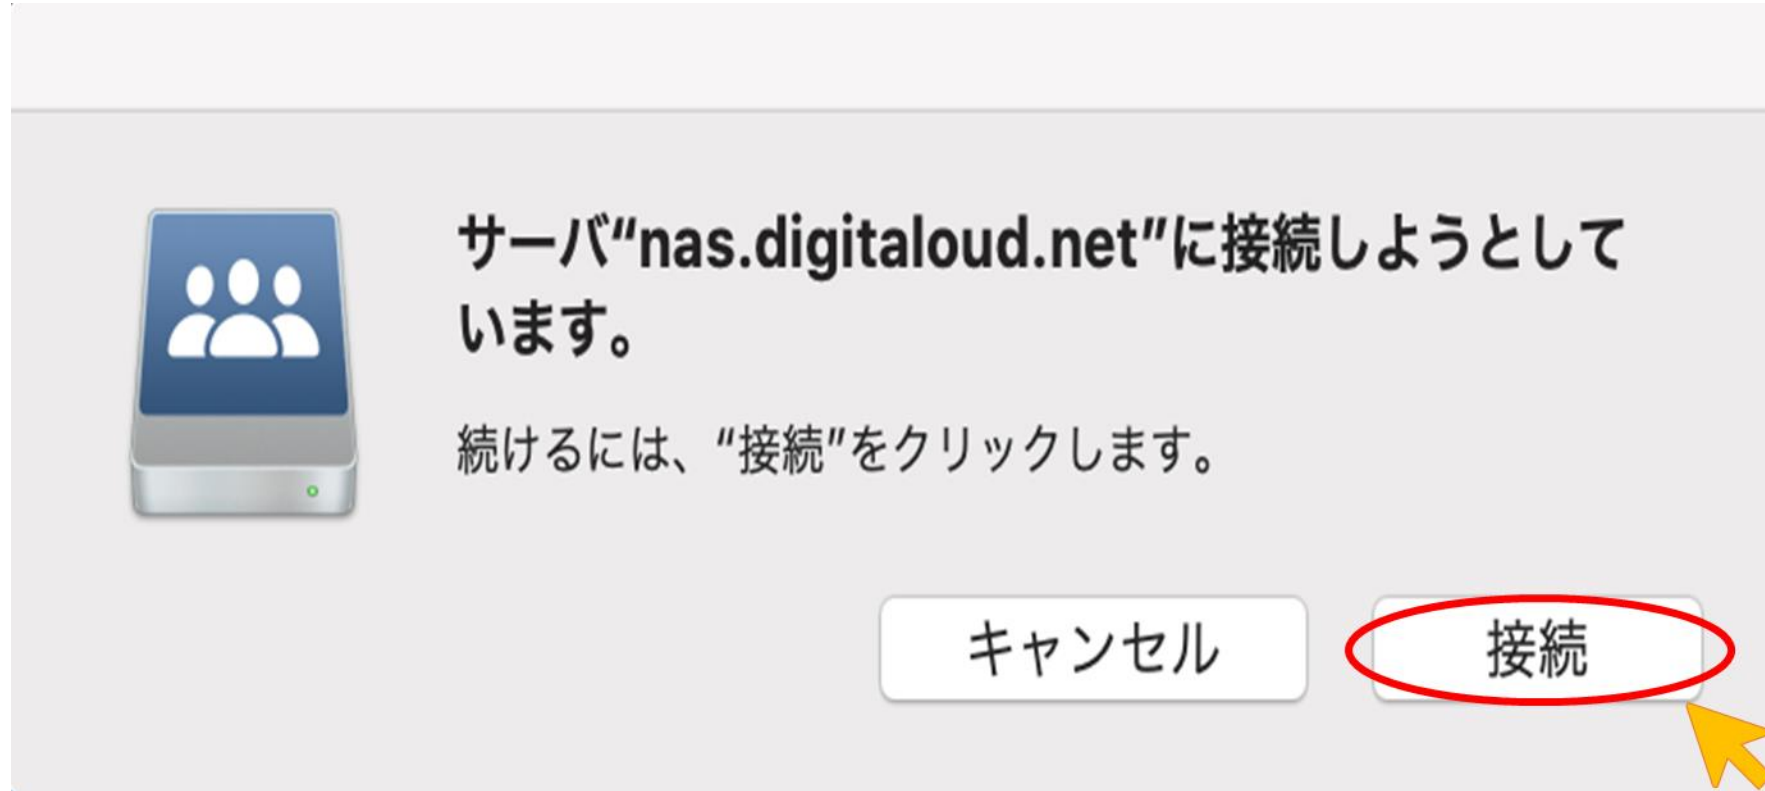 サーバ“nas.digitaloud.net”に接続しようとして
います。
続けるには、“接続”をクリックします。
キャンセル
接続